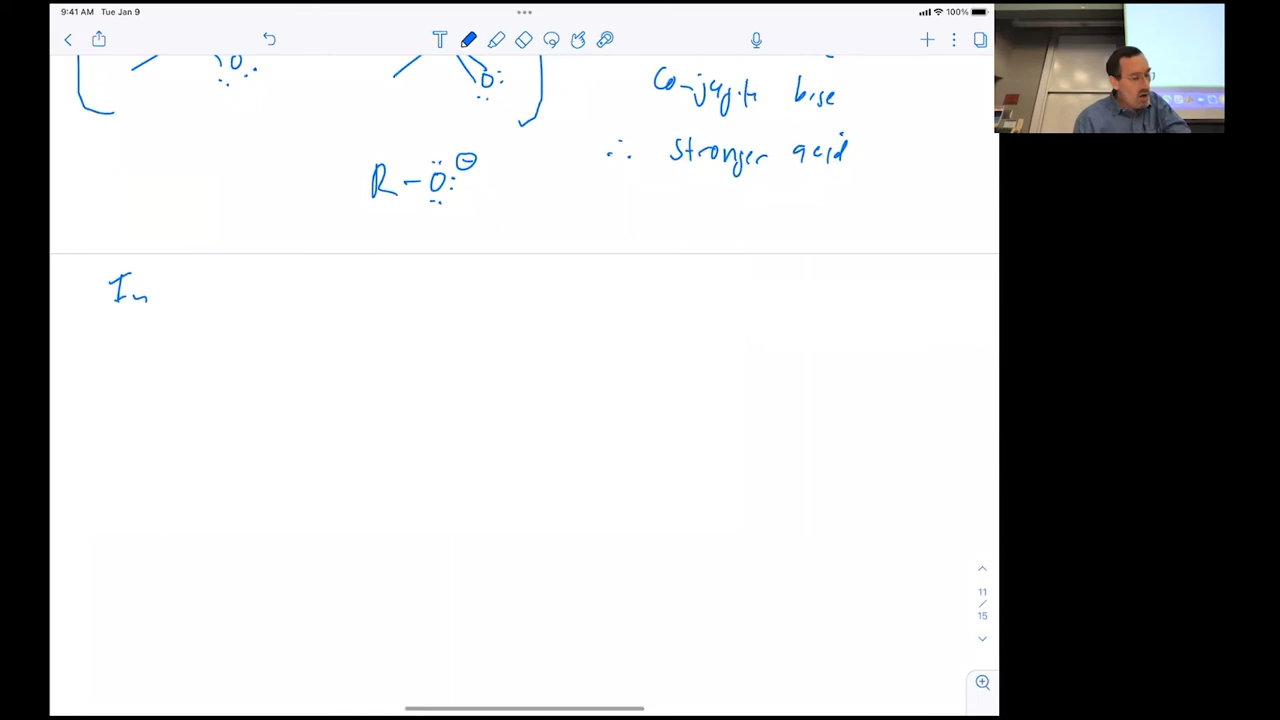 9:41 AM Tue Jan 9
100%
T
O
O:
Conjugate base
∴ stronger acid
R-O:⊖
In
11
/
15